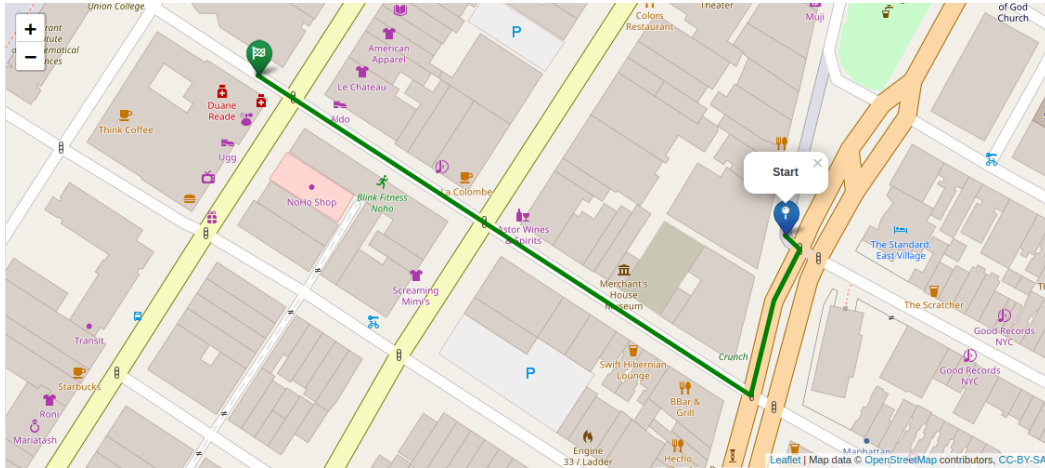 Union College
Colors
Restaurant
Theater
Muji
of God
Church
+
−
P
American
Apparel
Le Chateau
Duane
Reade
Aldo
Think Coffee
Ugg
La Colombe
Blink Fitness
Noho
NoHo Shop
Astor Wines
& Spirits
×
Start
The Standard,
East Village
Merchant's
House
Museum
Screaming
Mimi's
The Scratcher
Good Records
NYC
Transit
Crunch
Good Records
NYC
Starbucks
Swift Hibernian
Lounge
P
Roni
BBar &
Grill
Mariatash
Engine
33 / Ladder
Hecho
Manhattan
Leaflet | Map data © OpenStreetMap contributors, CC-BY-SA